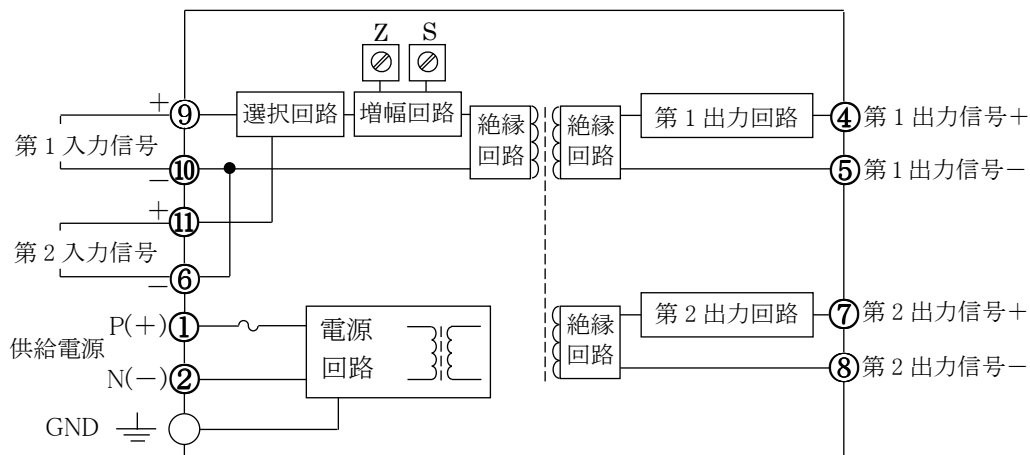 Z
S
+
⑨
選択回路
増幅回路
絶縁
回路
絶縁
回路
第1出力回路
④
第1出力信号+
第1入力信号
−
⑩
⑤
第1出力信号−
+
⑪
第2入力信号
−
⑥
P(+)
①
電源
回路
絶縁
回路
第2出力回路
⑦
第2出力信号+
供給電源
N(−)
②
⑧
第2出力信号−
GND